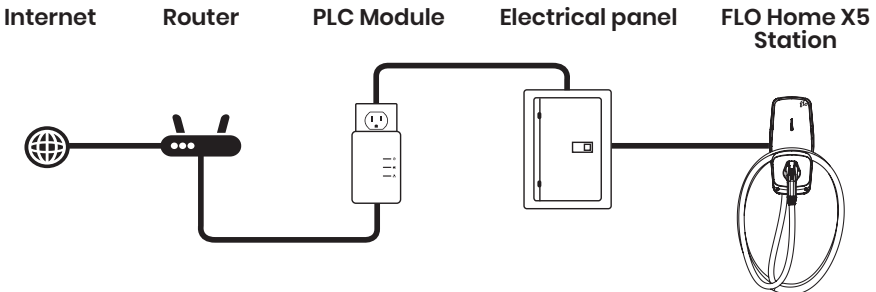 Internet
Router
PLC Module
Electrical panel
FLO Home X5
Station